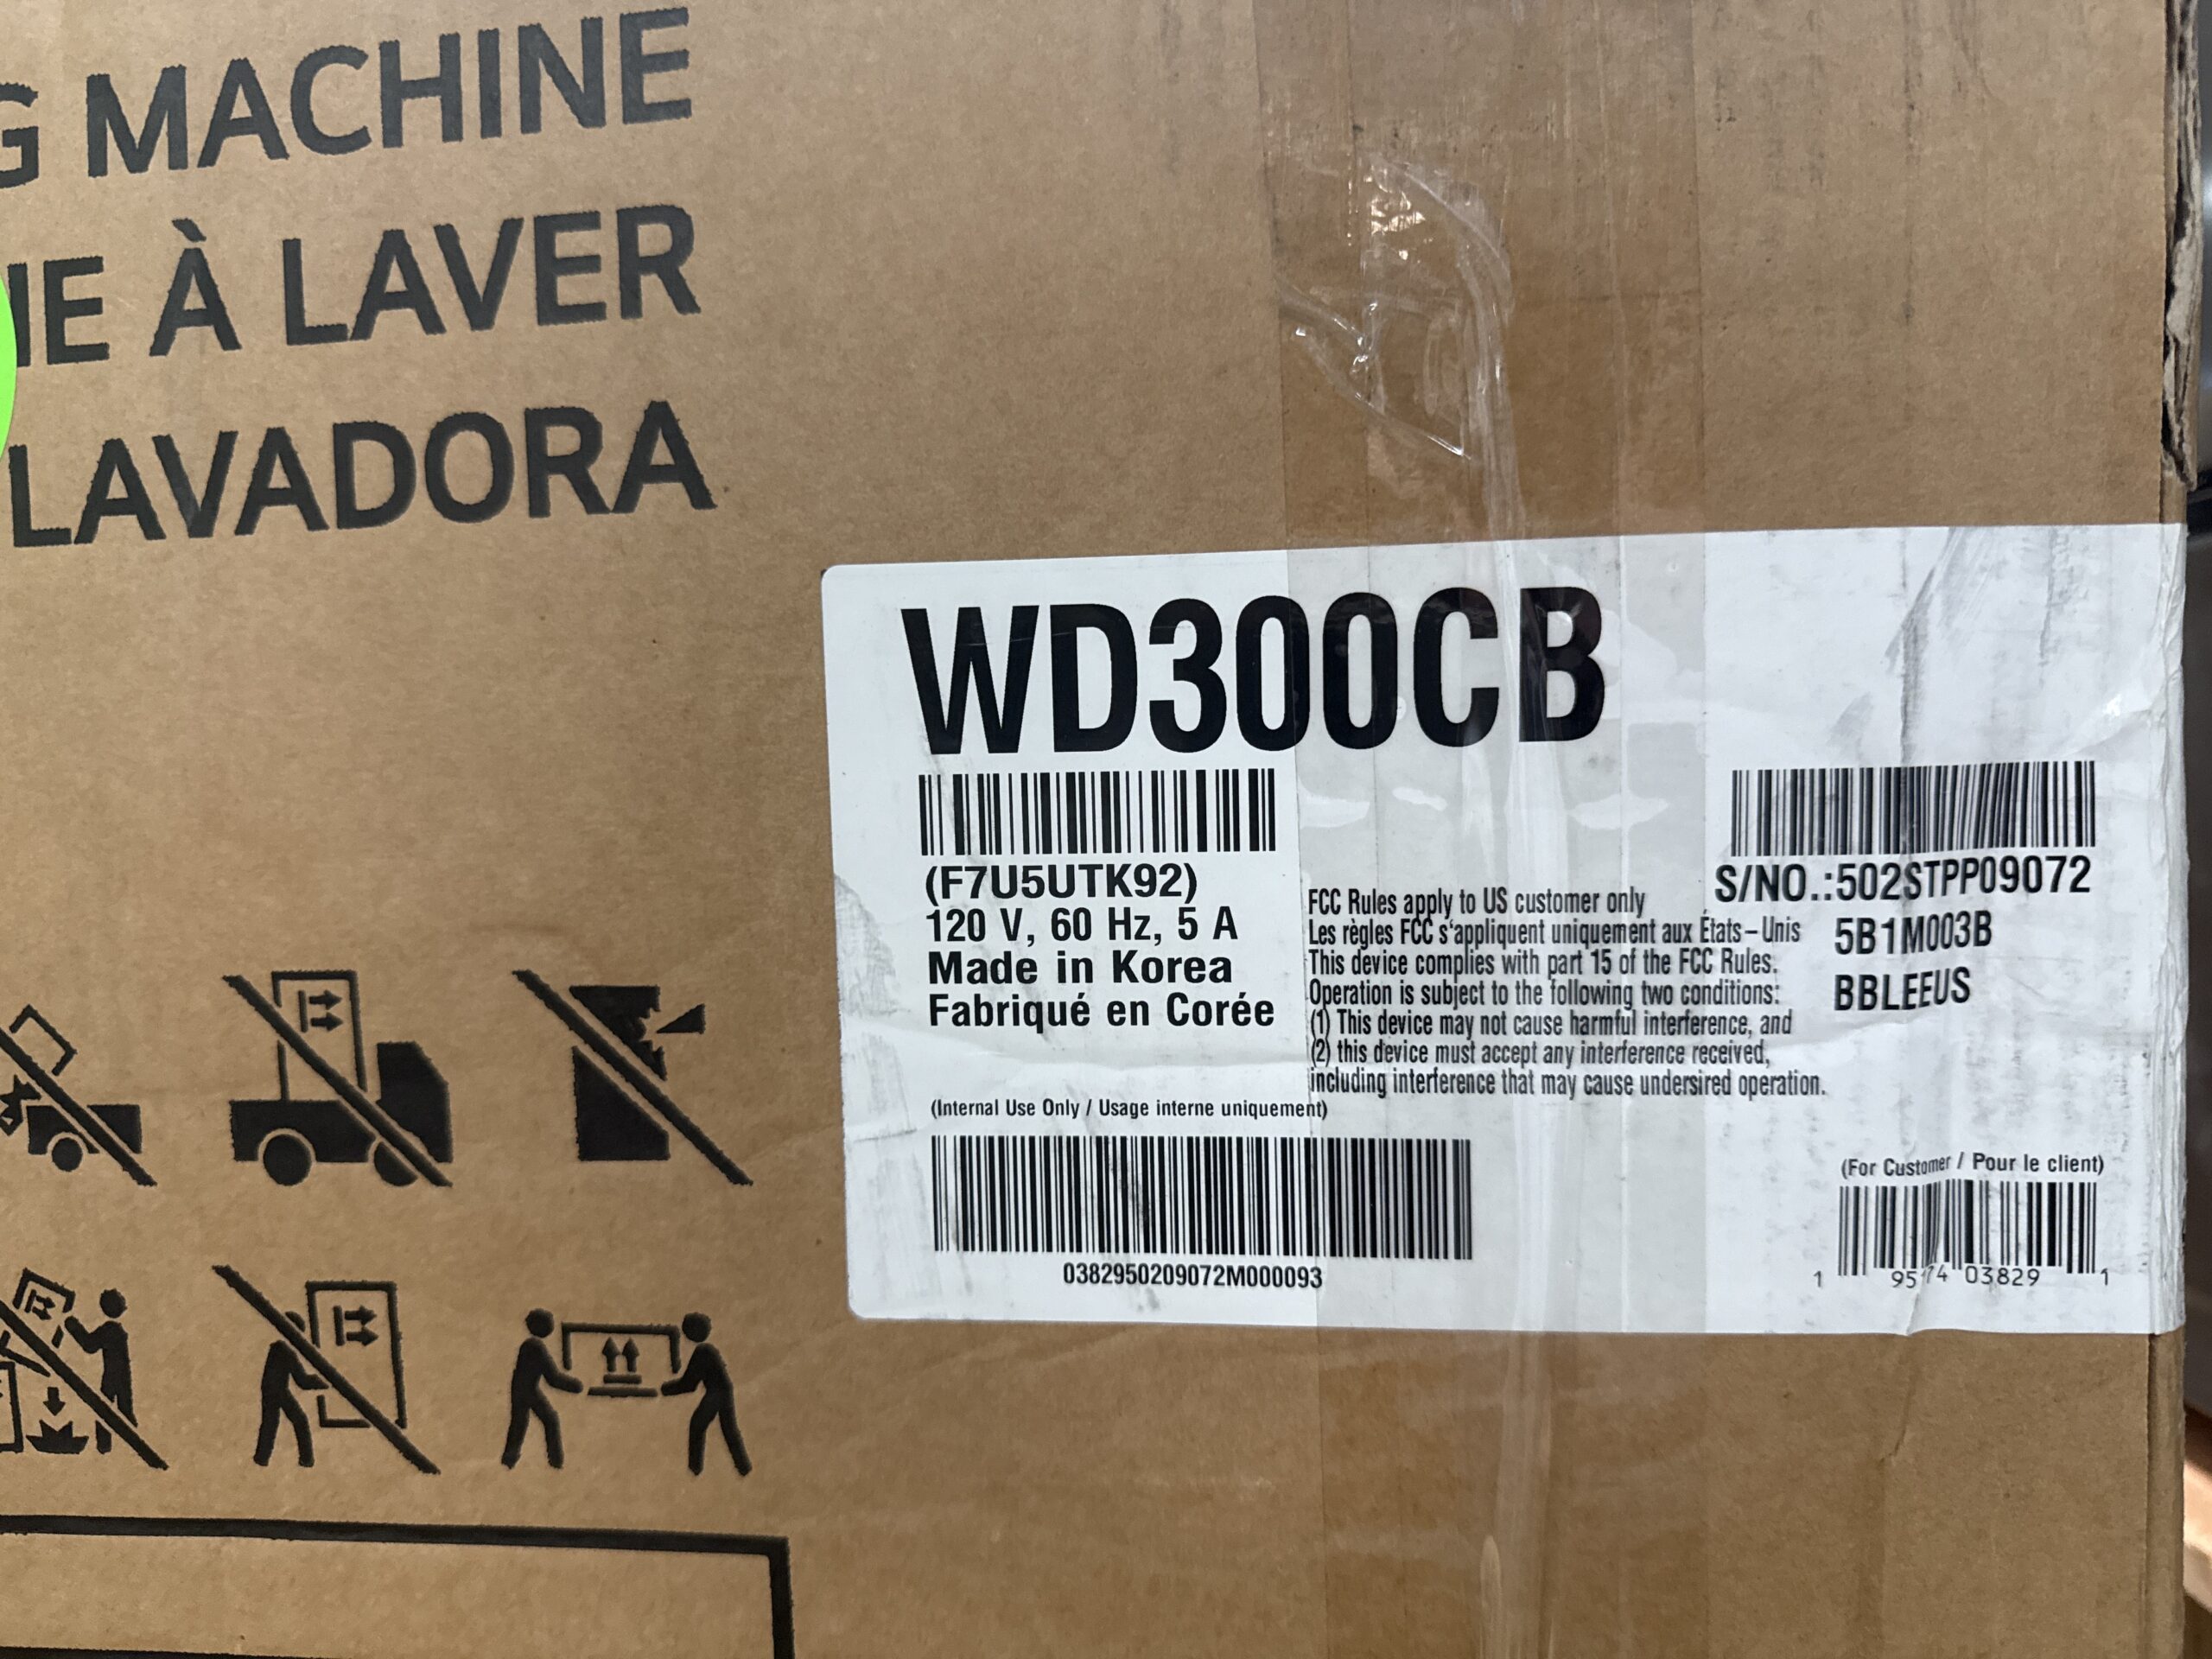 G MACHINE
IE À LAVER
LAVADORA
WD300CB
(F7U5UTK92)
120 V, 60 Hz, 5 A
Made in Korea
Fabriqué en Corée
FCC Rules apply to US customer only
Les règles FCC s'appliquent uniquement aux États-Unis
This device complies with part 15 of the FCC Rules.
Operation is subject to the following two conditions:
(1) This device may not cause harmful interference, and
(2) this device must accept any interference received,
including interference that may cause undersired operation.
S/NO.:502STPP09072
5B1M003B
BBLEEUS
(Internal Use Only / Usage interne uniquement)
0382950209072M000093
(For Customer / Pour le client)
1 95174 03829 1